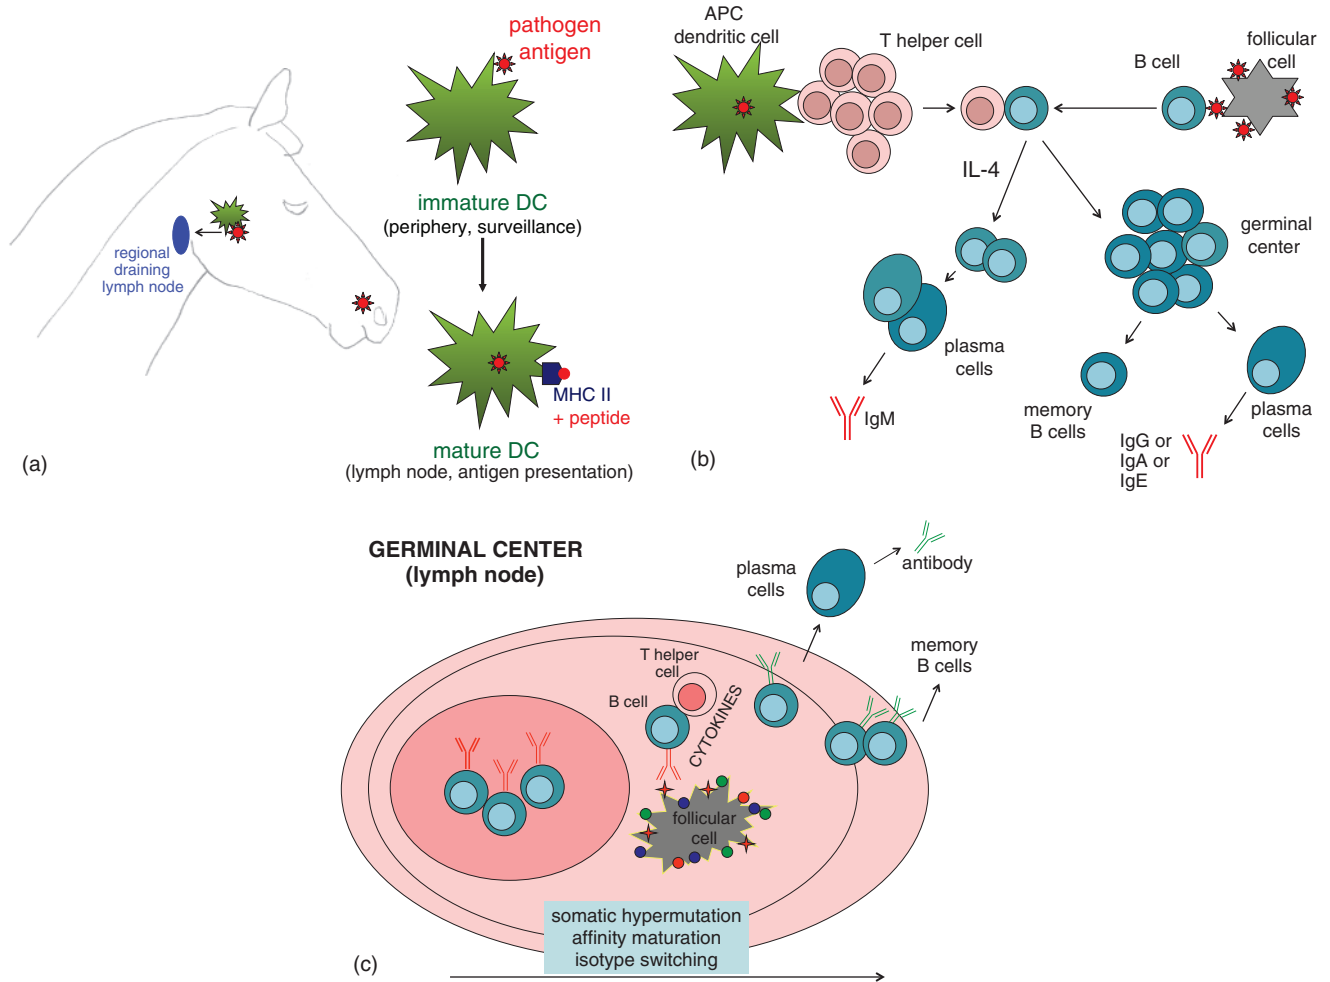 pathogen
antigen
regional
draining
lymph node
immature DC
(periphery, surveillance)
MHC II
+ peptide
mature DC
(lymph node, antigen presentation)
(a)
APC
dendritic cell
T helper cell
B cell
follicular
cell
IL-4
germinal
center
plasma
cells
IgM
memory
B cells
plasma
cells
IgG or
IgA or
IgE
(b)
GERMINAL CENTER
(lymph node)
plasma
cells
antibody
memory
B cells
T helper
cell
B cell
CYTOKINES
follicular
cell
somatic hypermutation
affinity maturation
isotype switching
(c)